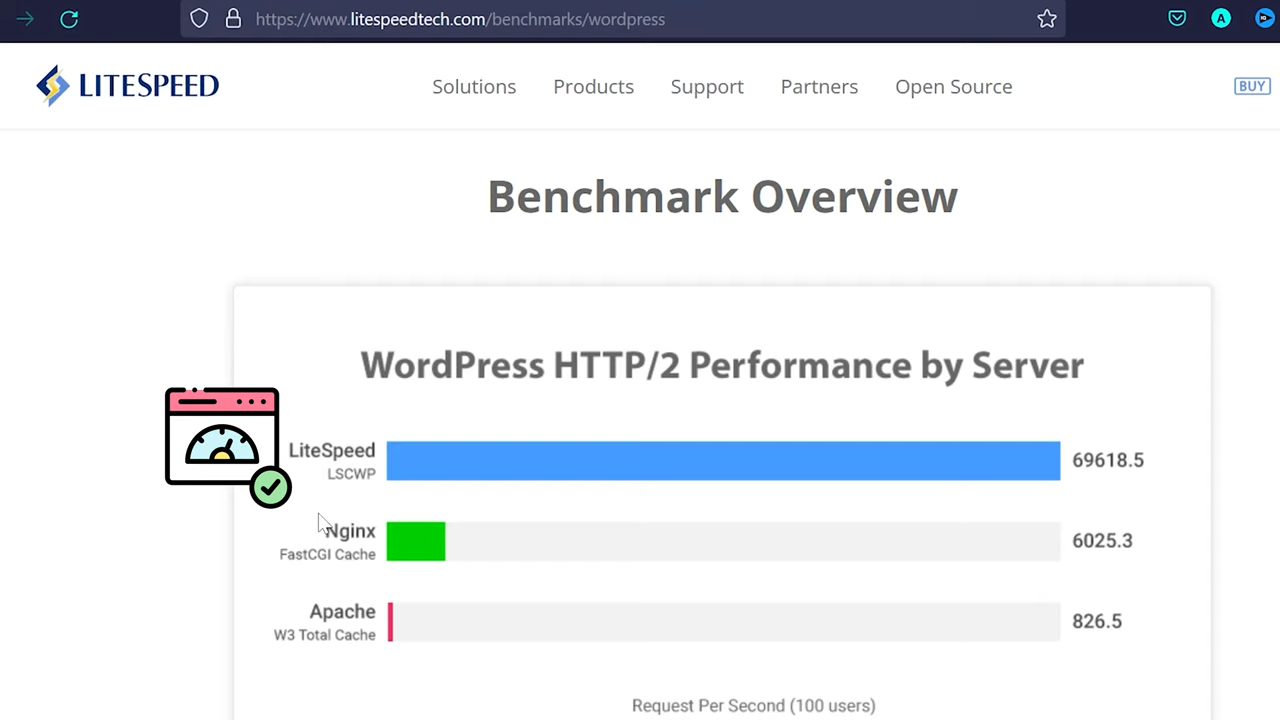 https://www.litespeedtech.com/benchmarks/wordpress
A
LITESPEED
Solutions
Products
Support
Partners
Open Source
BUY
Benchmark Overview
WordPress HTTP/2 Performance by Server
LiteSpeed
LSCWP
69618.5
Nginx
FastCGI Cache
6025.3
Apache
W3 Total Cache
826.5
Request Per Second (100 users)